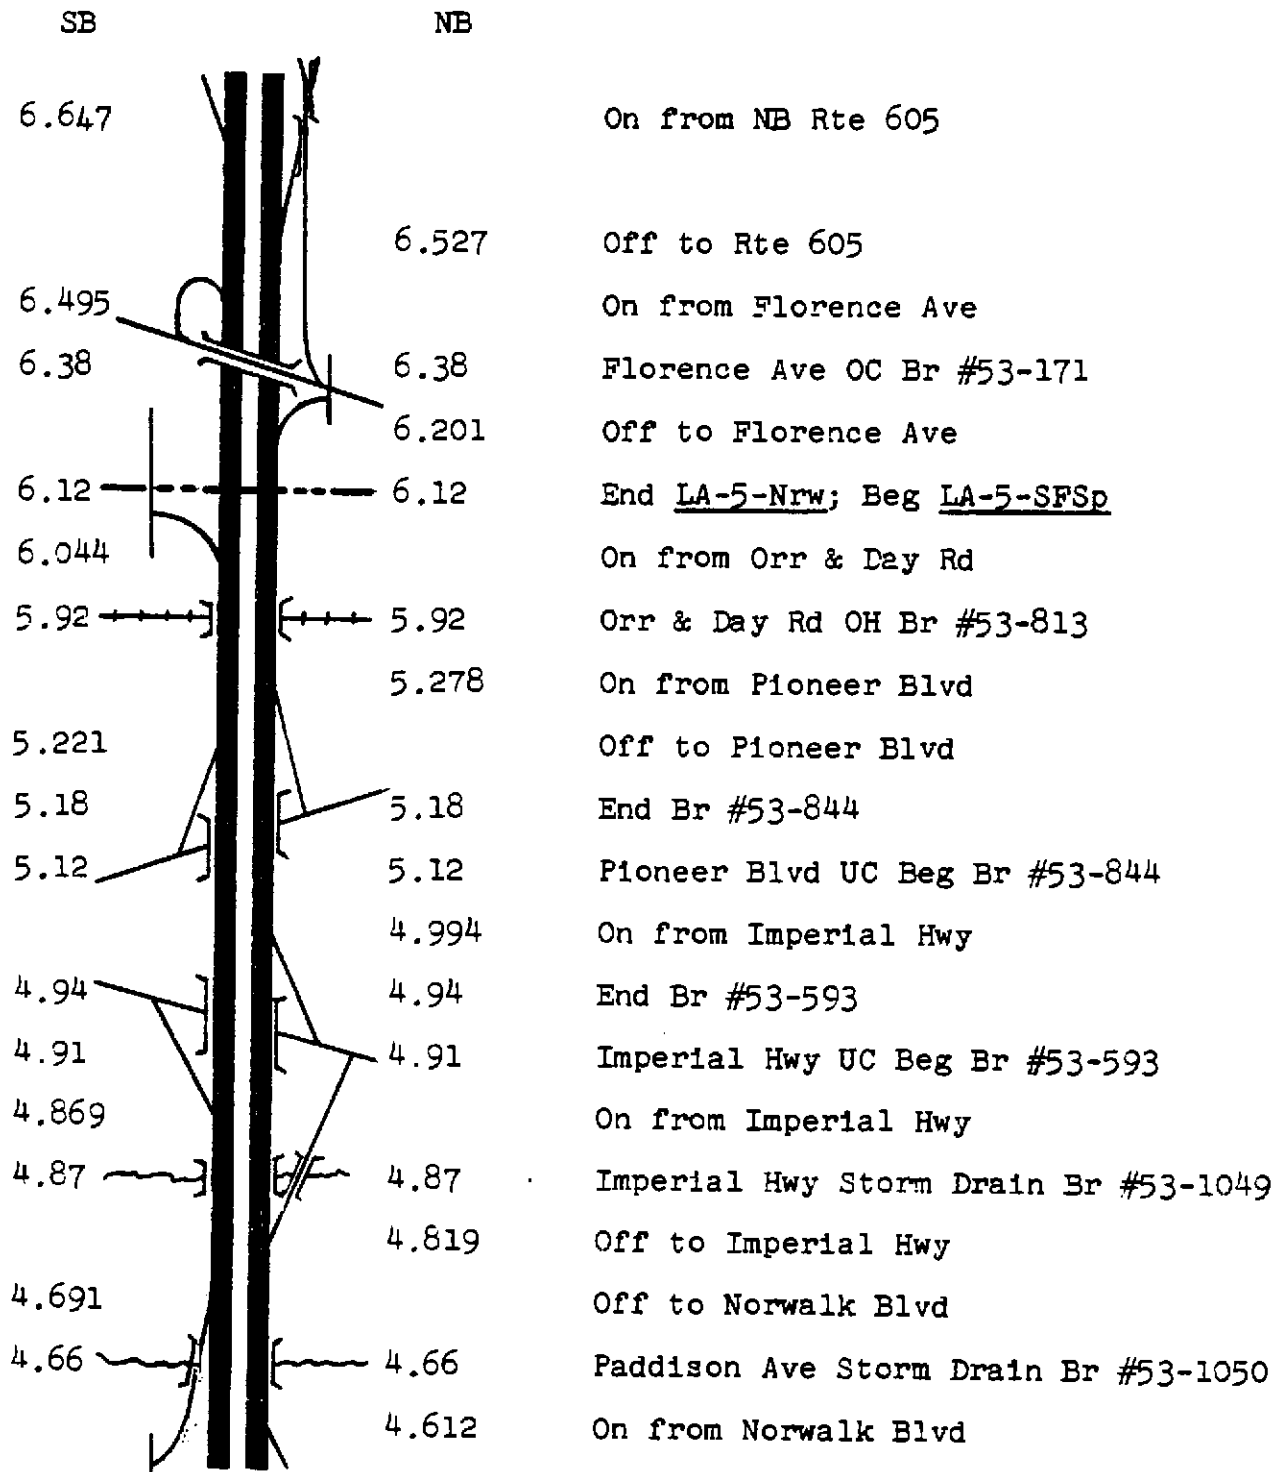 SB NB
6.647 On from NB Rte 605
6.527 Off to Rte 605
6.495 On from Florence Ave
6.38 6.38 Florence Ave OC Br #53-171
6.201 Off to Florence Ave
6.12 6.12 End LA-5-Nrw; Beg LA-5-SFSp
6.044 On from Orr & Day Rd
5.92 5.92 Orr & Day Rd OH Br #53-813
5.278 On from Pioneer Blvd
5.221 Off to Pioneer Blvd
5.18 5.18 End Br #53-844
5.12 5.12 Pioneer Blvd UC Beg Br #53-844
4.994 On from Imperial Hwy
4.94 4.94 End Br #53-593
4.91 4.91 Imperial Hwy UC Beg Br #53-593
4.869 On from Imperial Hwy
4.87 4.87 Imperial Hwy Storm Drain Br #53-1049
4.819 Off to Imperial Hwy
4.691 Off to Norwalk Blvd
4.66 4.66 Paddison Ave Storm Drain Br #53-1050
4.612 On from Norwalk Blvd